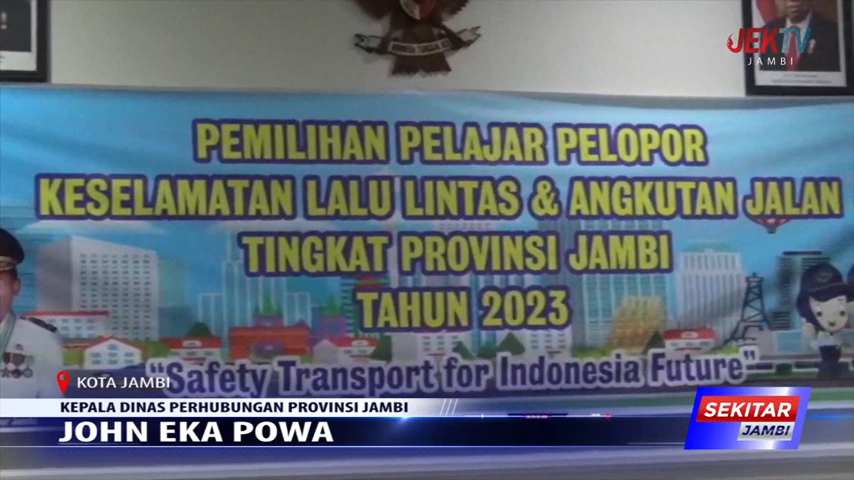 JEKTV
JAMBI
PEMILIHAN PELAJAR PELOPOR
KESELAMATAN LALU LINTAS & ANGKUTAN JALAN
TINGKAT PROVINSI JAMBI
TAHUN 2023
"Safety Transport for Indonesia Future"
KOTA JAMBI
KEPALA DINAS PERHUBUNGAN PROVINSI JAMBI
JOHN EKA POWA
SEKITAR
JAMBI